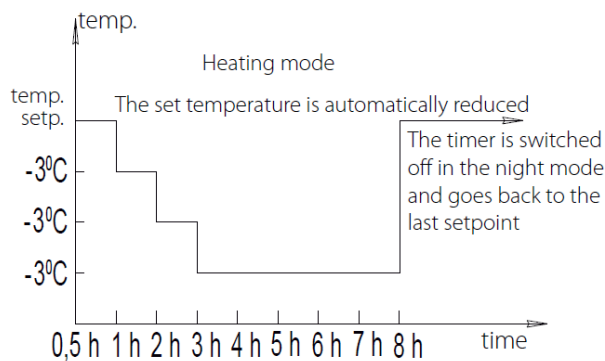 temp.
Heating mode
temp.
setp.
The set temperature is automatically reduced
The timer is switched
off in the night mode
and goes back to the
last setpoint
-3⁰C
-3⁰C
-3⁰C
0,5 h 1 h 2 h 3 h 4 h 5 h 6 h 7 h 8 h
time